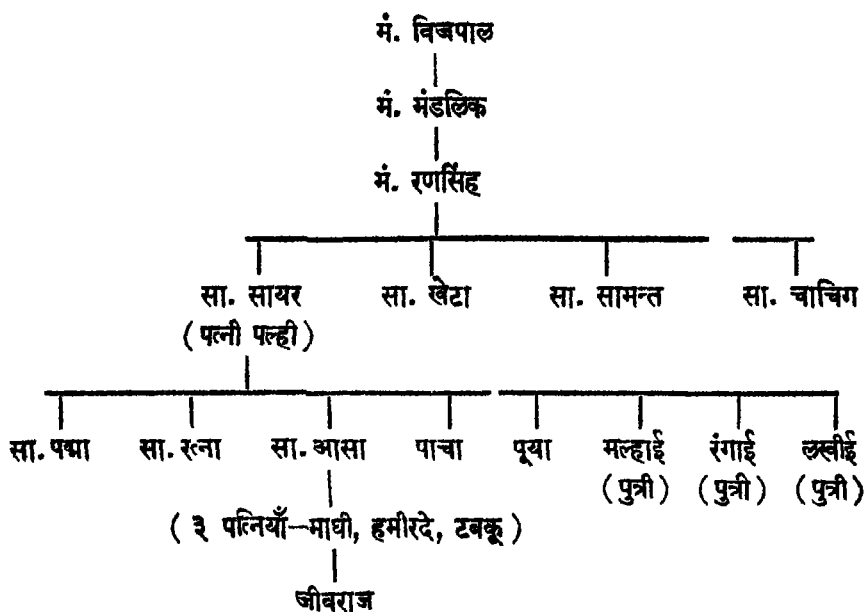 मं. विजपाल
मं. मंडलिक
मं. रणसिंह
सा. सायर सा. खेटा सा. सामन्त सा. चाचिग
( पत्नी पल्ही )
सा. पद्मा सा. रत्ना सा. आसा पाचा पूया मल्हाई रंगाई लखीई
(पुत्री) (पुत्री) (पुत्री)
( ३ पत्नियाँ—माघी, हमीरदे, टबकू )
जीवराज